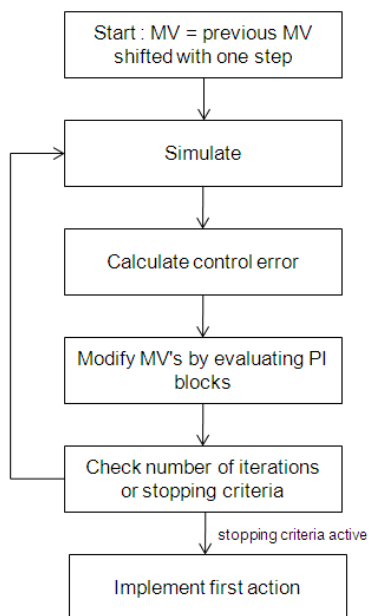 Start : MV = previous MV
shifted with one step
Simulate
Calculate control error
Modify MV's by evaluating PI
blocks
Check number of iterations
or stopping criteria
stopping criteria active
Implement first action